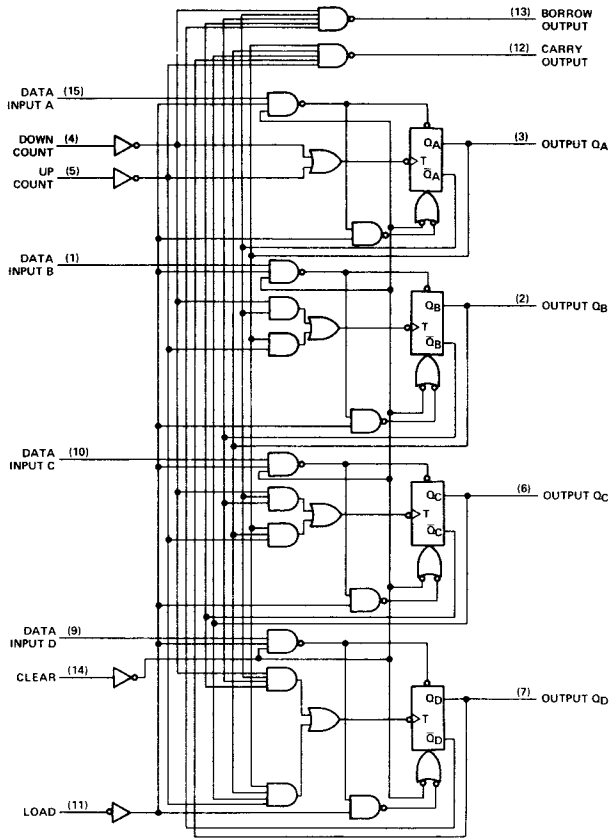 (13) BORROW
OUTPUT
(12) CARRY
OUTPUT
DATA (15)
INPUT A
DOWN (4)
COUNT
UP (5)
COUNT
QA
T
Q̅A
(3) OUTPUT QA
DATA (1)
INPUT B
QB
T
Q̅B
(2) OUTPUT QB
DATA (10)
INPUT C
QC
T
Q̅C
(6) OUTPUT QC
DATA (9)
INPUT D
CLEAR (14)
QD
T
Q̅D
(7) OUTPUT QD
LOAD (11)